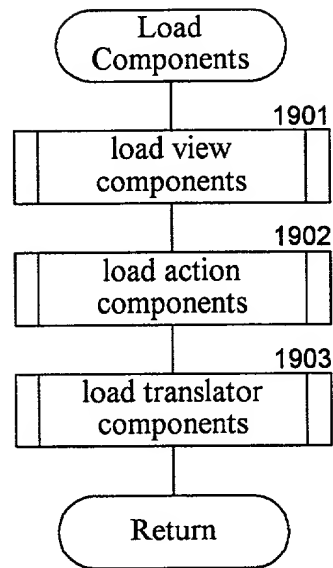 Load
Components
1901
load view
components
1902
load action
components
1903
load translator
components
Return